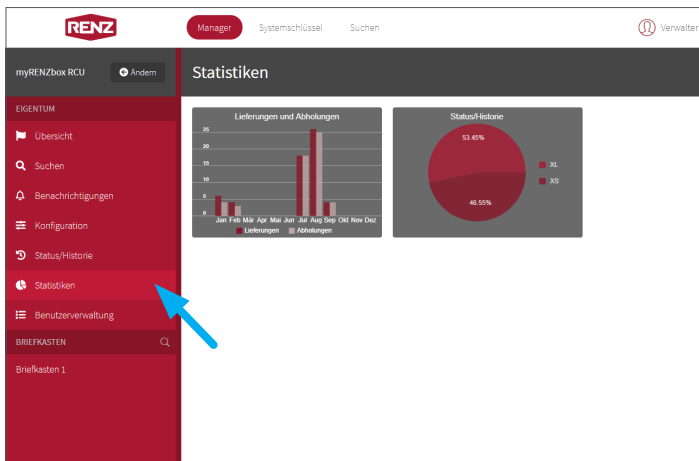 RENZ
Manager Systemschlüssel Suchen Verwalter
myRENZbox RCU Ändern
Statistiken
EIGENTUM
Übersicht
Suchen
Benachrichtigungen
Konfiguration
Status/Historie
Statistiken
Benutzerverwaltung
BRIEFKASTEN
Briefkasten 1
Lieferungen und Abholungen
25
20
15
10
5
0
Jan Feb Mär Apr Mai Jun Jul Aug Sep Okt Nov Dez
Lieferungen Abholungen
Status/Historie
53.45%
46.55%
XL
XS